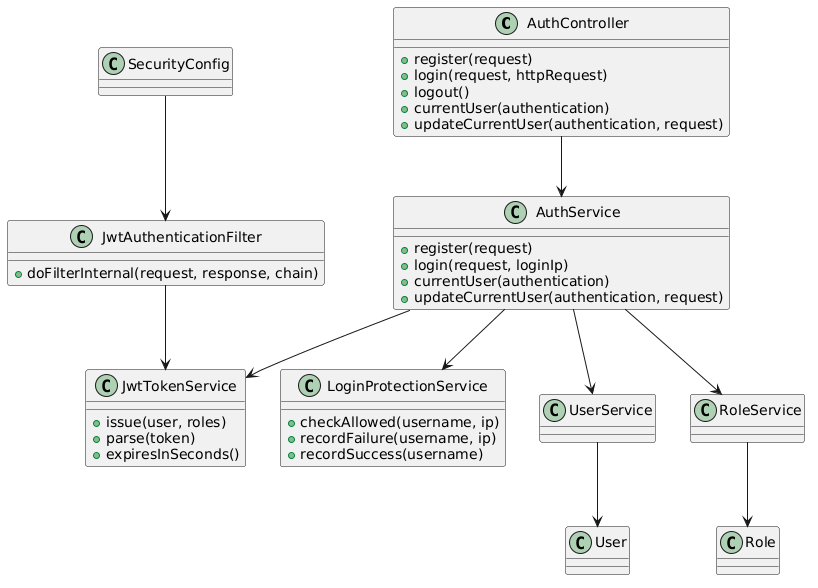 C AuthController
+ register(request)
+ login(request, httpRequest)
+ logout()
+ currentUser(authentication)
+ updateCurrentUser(authentication, request)
C SecurityConfig
C AuthService
+ register(request)
+ login(request, loginIp)
+ currentUser(authentication)
+ updateCurrentUser(authentication, request)
C JwtAuthenticationFilter
+ doFilterInternal(request, response, chain)
C JwtTokenService
+ issue(user, roles)
+ parse(token)
+ expiresInSeconds()
C LoginProtectionService
+ checkAllowed(username, ip)
+ recordFailure(username, ip)
+ recordSuccess(username)
C UserService
C RoleService
C User
C Role